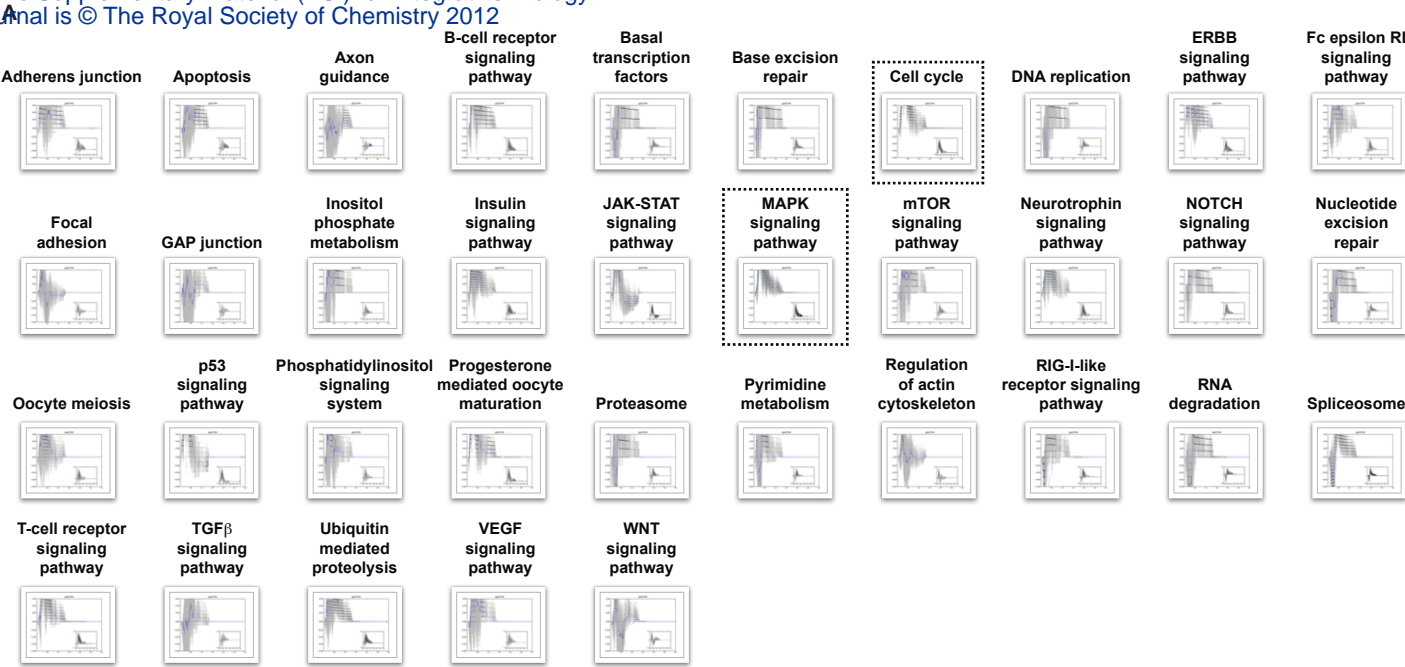 A
rnal is © The Royal Society of Chemistry 2012
Adherens junction
Apoptosis
Axon
guidance
B-cell receptor
signaling
pathway
Basal
transcription
factors
Base excision
repair
Cell cycle
DNA replication
ERBB
signaling
pathway
Fc epsilon RI
signaling
pathway
Focal
adhesion
GAP junction
Inositol
phosphate
metabolism
Insulin
signaling
pathway
JAK-STAT
signaling
pathway
MAPK
signaling
pathway
mTOR
signaling
pathway
Neurotrophin
signaling
pathway
NOTCH
signaling
pathway
Nucleotide
excision
repair
Oocyte meiosis
p53
signaling
pathway
Phosphatidylinositol
signaling
system
Progesterone
mediated oocyte
maturation
Proteasome
Pyrimidine
metabolism
Regulation
of actin
cytoskeleton
RIG-I-like
receptor signaling
pathway
RNA
degradation
Spliceosome
T-cell receptor
signaling
pathway
TGFβ
signaling
pathway
Ubiquitin
mediated
proteolysis
VEGF
signaling
pathway
WNT
signaling
pathway